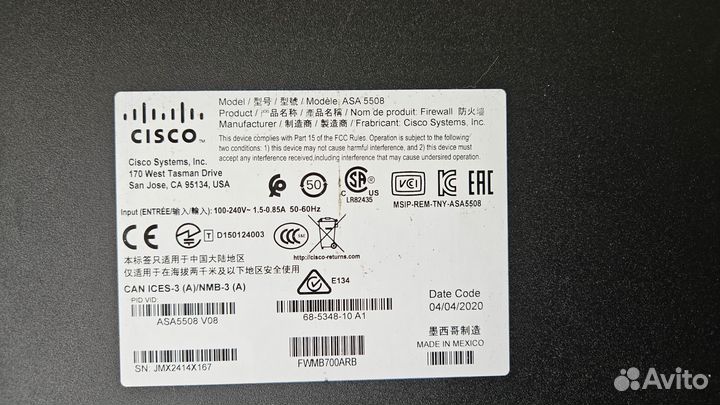 Model / 型号 / 型號 / Modèle: ASA 5508
Product / 产品名称 / 產品名稱 / Nom de produit: Firewall 防火墙
Manufacturer / 制造商 / 製造商 / Frabricant: Cisco Systems, Inc.
This device complies with Part 15 of the FCC Rules. Operation is subject to the following
two conditions: 1) this device may not cause harmful interference, and 2) this device must
accept any interference received,including interference that may cause undersired operation.
CISCO
Cisco Systems, Inc.
170 West Tasman Drive
San Jose, CA 95134, USA
50
C US
LR82435
VCI
MSIP-REM-TNY-ASA5508
EAC
Input (ENTRÉE/输入/輸入): 100-240V~ 1.5-0.85A 50-60Hz
CE
T D150124003
CCC
http://cisco-returns.com
本标签只适用于中国大陆地区
仅适用于在海拔两千米及以下地区安全使用
E134
CAN ICES-3 (A)/NMB-3 (A)
PID VID:
ASA5508 V08
68-5348-10 A1
Date Code
04/04/2020
墨西哥制造
MADE IN MEXICO
SN: JMX2414X167
FWMB700ARB
Avito